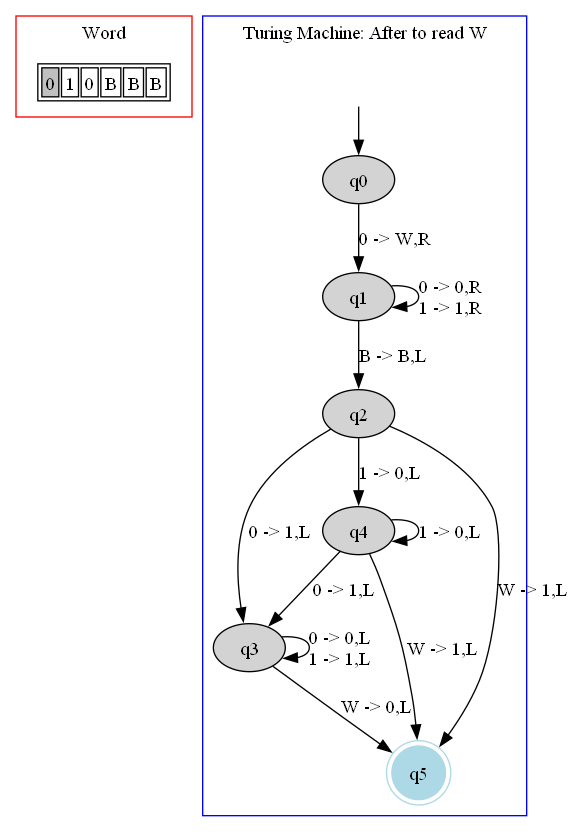 Word
0 1 0 B B B
Turing Machine: After to read W
q0
0 -> W,R
q1
0 -> 0,R
1 -> 1,R
B -> B,L
q2
1 -> 0,L
0 -> 1,L
q4
1 -> 0,L
W -> 1,L
0 -> 1,L
q3
0 -> 0,L
1 -> 1,L
W -> 1,L
W -> 0,L
q5